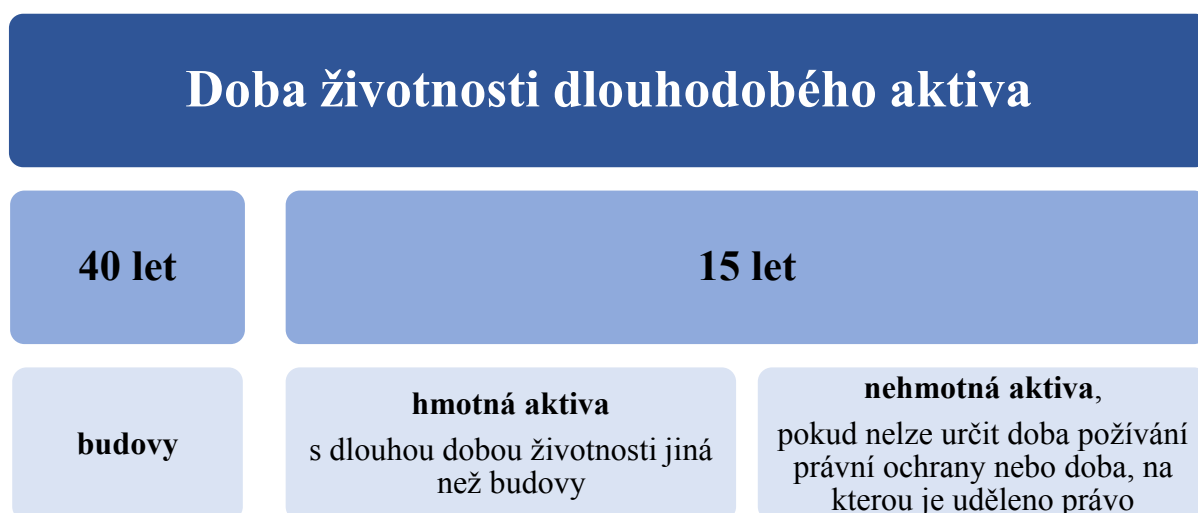 Doba životnosti dlouhodobého aktiva
40 let
15 let
budovy
hmotná aktiva
s dlouhou dobou životnosti jiná
než budovy
nehmotná aktiva,
pokud nelze určit doba požívání
právní ochrany nebo doba, na
kterou je uděleno právo